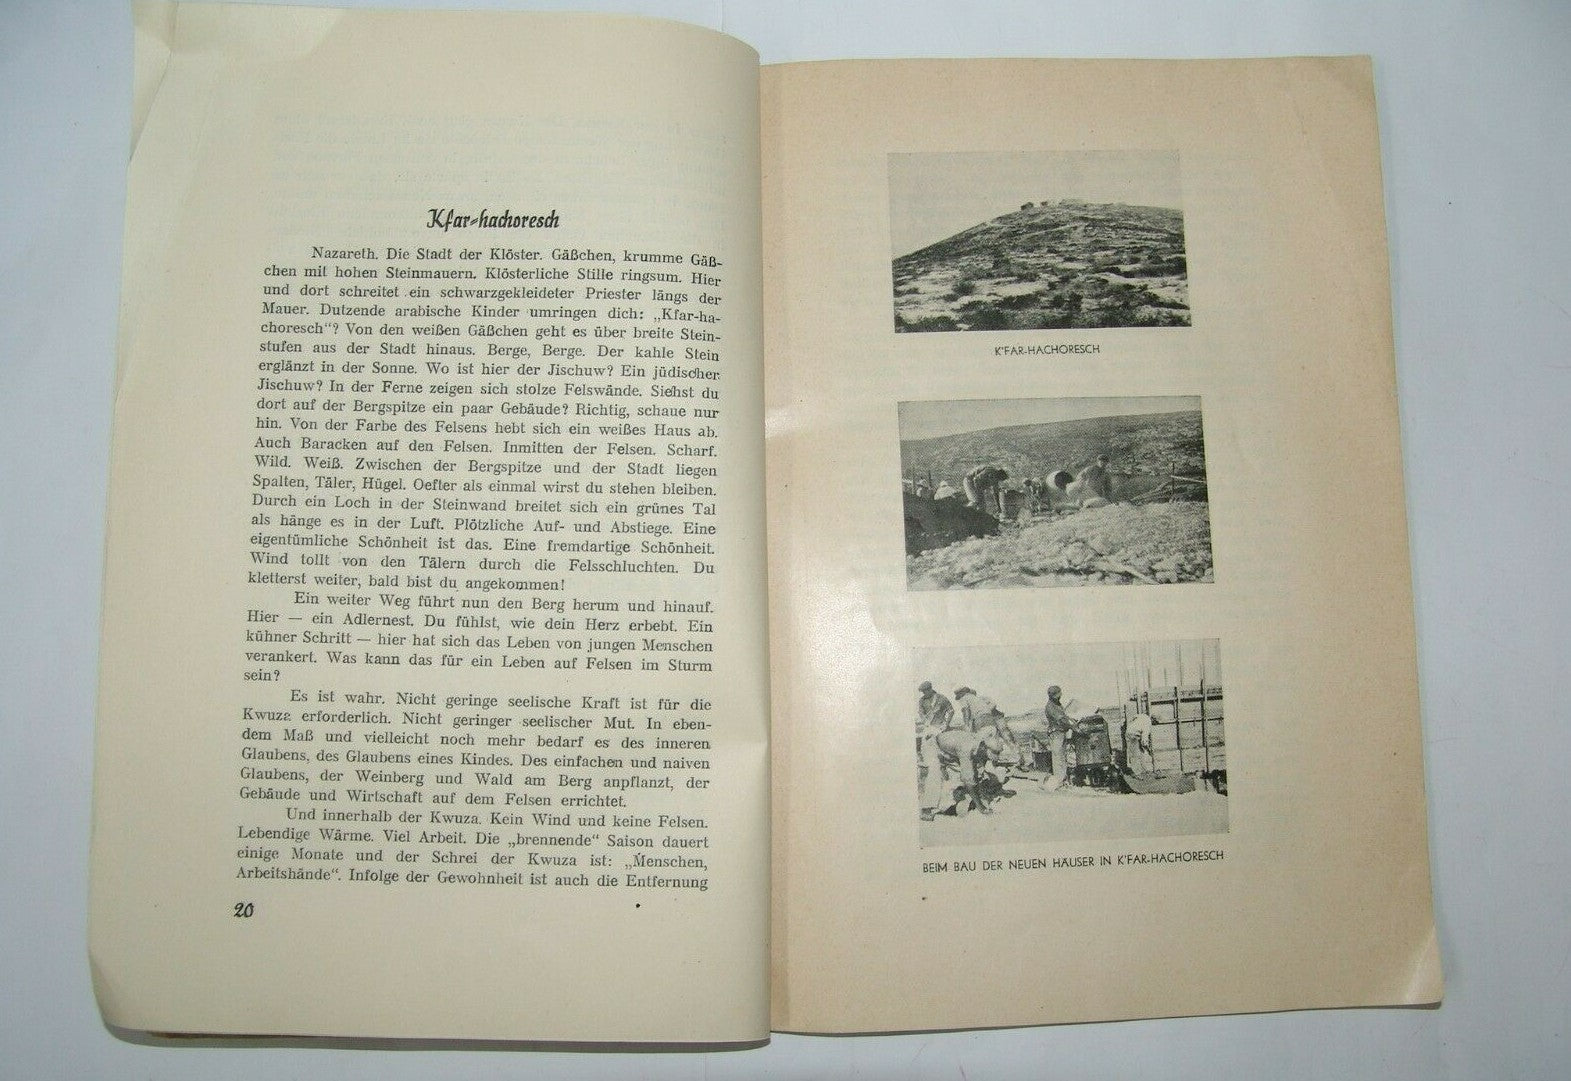 Kfar-hachoresch
Nazareth. Die Stadt der Klöster. Gäßchen, krumme Gäß-
chen mit hohen Steinmauern. Klösterliche Stille ringsum. Hier
und dort schreitet ein schwarzgekleideter Priester längs der
Mauer. Dutzende arabische Kinder umringen dich: „Kfar-ha-
choresch“? Von den weißen Gäßchen geht es über breite Stein-
stufen aus der Stadt hinaus. Berge, Berge. Der kahle Stein
erglänzt in der Sonne. Wo ist hier der Jischuw? Ein jüdischer
Jischuw? In der Ferne zeigen sich stolze Felswände. Siehst du
dort auf der Bergspitze ein paar Gebäude? Richtig, schaue nur
hin. Von der Farbe des Felsens hebt sich ein weißes Haus ab.
Auch Baracken auf den Felsen. Inmitten der Felsen. Scharf.
Wild. Weiß. Zwischen der Bergspitze und der Stadt liegen
Spalten, Täler, Hügel. Oefter als einmal wirst du stehen bleiben.
Durch ein Loch in der Steinwand breitet sich ein grünes Tal
als hänge es in der Luft. Plötzliche Auf- und Abstiege. Eine
eigentümliche Schönheit ist das. Eine fremdartige Schönheit.
Wind tollt von den Tälern durch die Felsschluchten. Du
kletterst weiter, bald bist du angekommen!
Ein weiter Weg führt nun den Berg herum und hinauf.
Hier — ein Adlernest. Du fühlst, wie dein Herz erbebt. Ein
kühner Schritt — hier hat sich das Leben von jungen Menschen
verankert. Was kann das für ein Leben auf Felsen im Sturm
sein?
Es ist wahr. Nicht geringe seelische Kraft ist für die
Kwuza erforderlich. Nicht geringer seelischer Mut. In eben-
dem Maß und vielleicht noch mehr bedarf es des inneren
Glaubens, des Glaubens eines Kindes. Des einfachen und naiven
Glaubens, der Weinberg und Wald am Berg anpflanzt, der
Gebäude und Wirtschaft auf dem Felsen errichtet.
Und innerhalb der Kwuza. Kein Wind und keine Felsen.
Lebendige Wärme. Viel Arbeit. Die „brennende“ Saison dauert
einige Monate und der Schrei der Kwuza ist: „Menschen,
Arbeitshände“. Infolge der Gewohnheit ist auch die Entfernung
20
K'FAR-HACHORESCH
BEIM BAU DER NEUEN HÄUSER IN K'FAR-HACHORESCH